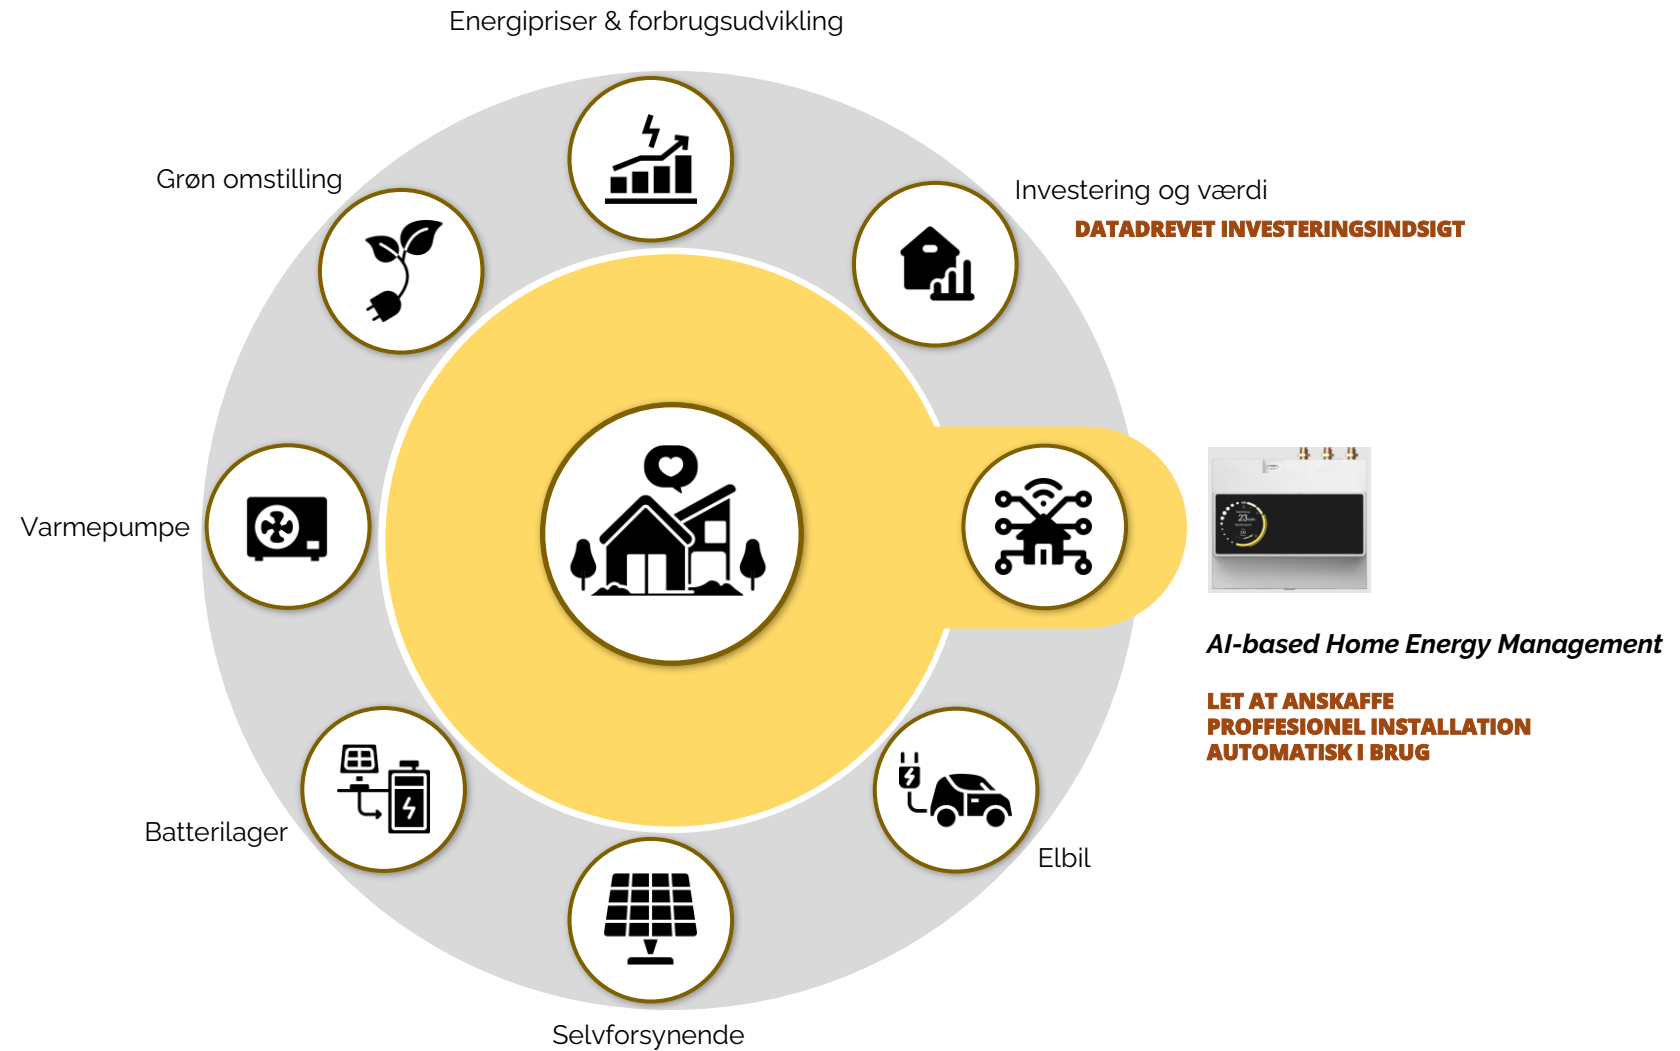 Energipriser & forbrugsudvikling
Grøn omstilling
Investering og værdi
DATADREVET INVESTERINGSINDSIGT
Varmepumpe
23
AI-based Home Energy Management
LET AT ANSKAFFE
PROFFESIONEL INSTALLATION
AUTOMATISK I BRUG
Batterilager
Elbil
Selvforsynende